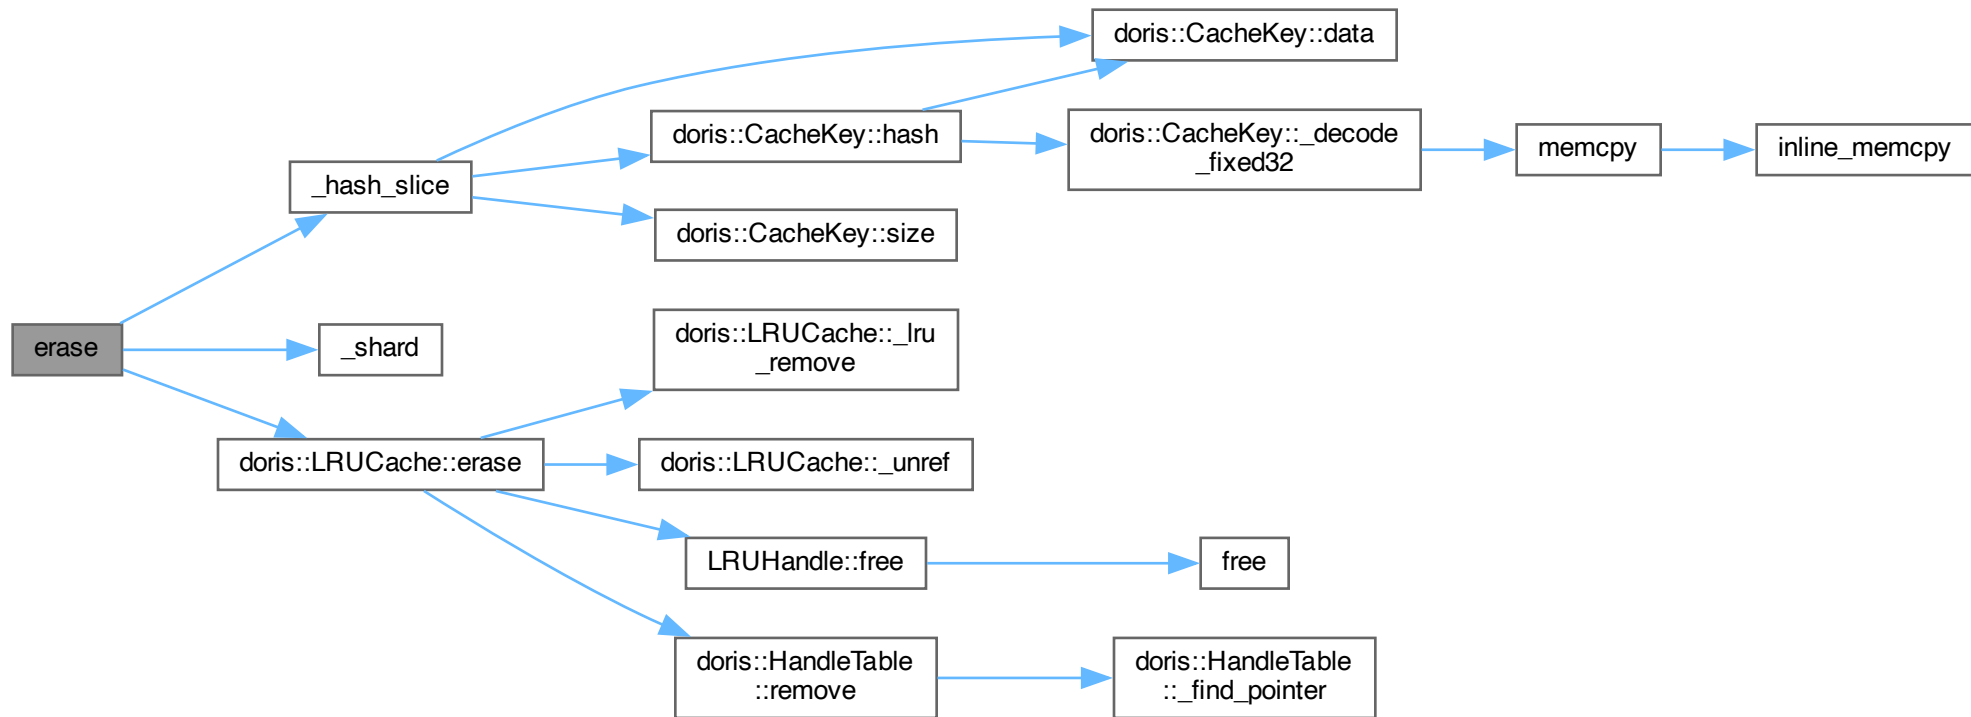 erase
_hash_slice
_shard
doris::LRUCache::erase
doris::CacheKey::hash
doris::CacheKey::size
doris::LRUCache::_lru
_remove
doris::LRUCache::_unref
LRUHandle::free
doris::HandleTable
::remove
doris::CacheKey::data
doris::CacheKey::_decode
_fixed32
free
doris::HandleTable
::_find_pointer
memcpy
inline_memcpy